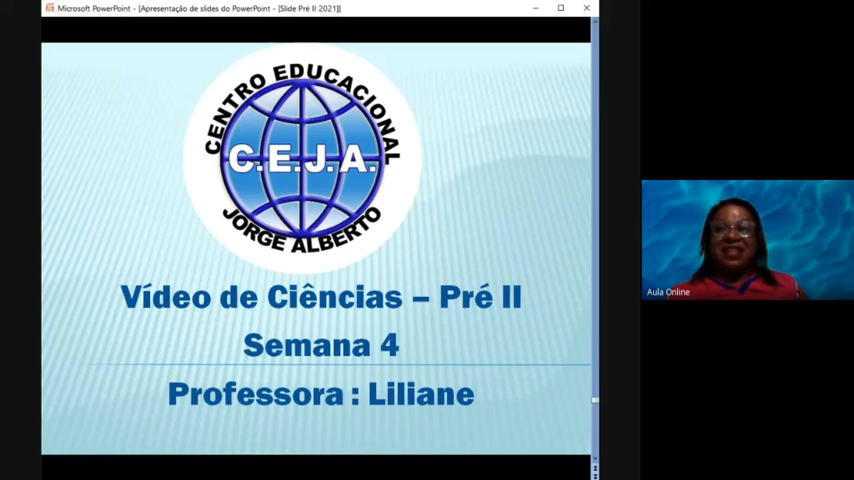 Microsoft PowerPoint - [Apresentação de slides do PowerPoint - [Slide Pré II 2021]]
CENTRO EDUCACIONAL
C.E.J.A.
JORGE ALBERTO
Vídeo de Ciências – Pré II
Semana 4
Professora : Liliane
Aula Online